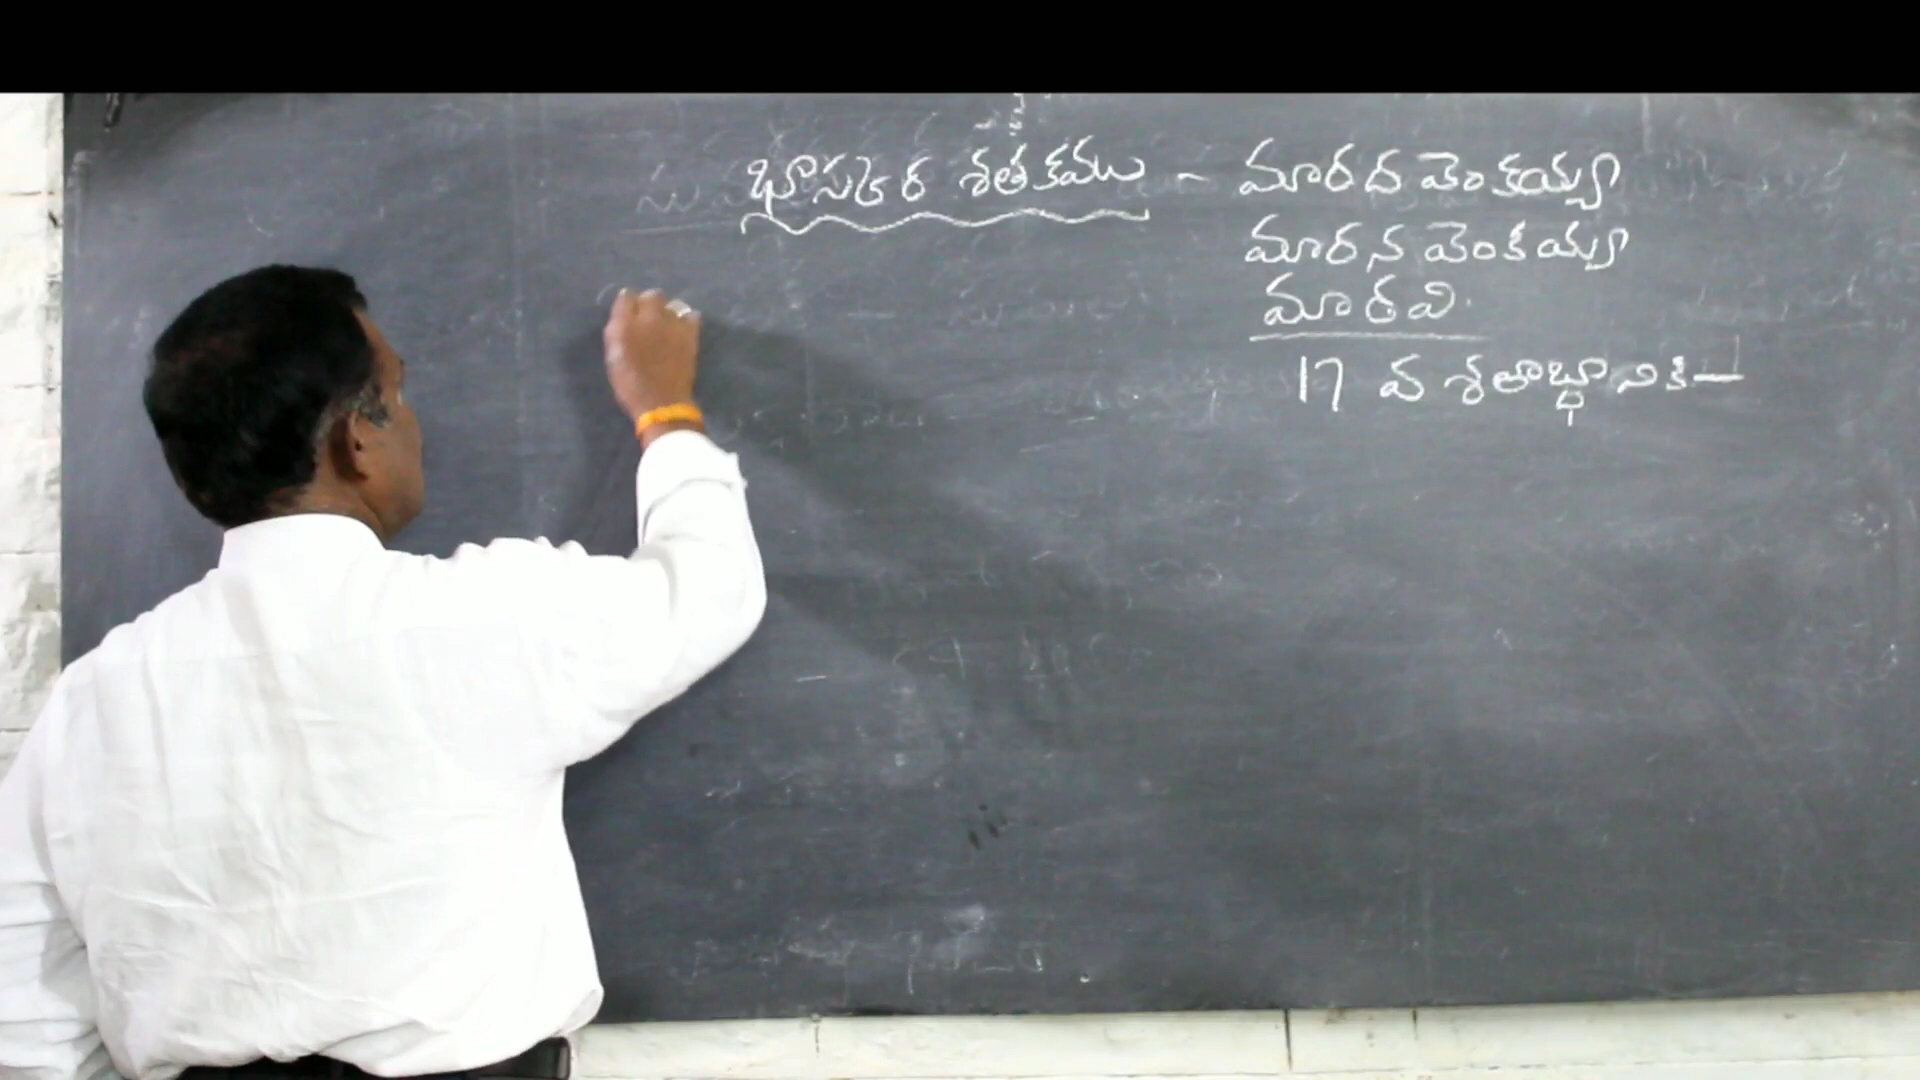 భాస్కర శతకము - మారద వెంకయ్య
మారన వెంకయ్య
మారవి.
17 వ శతాబ్ధానికి-